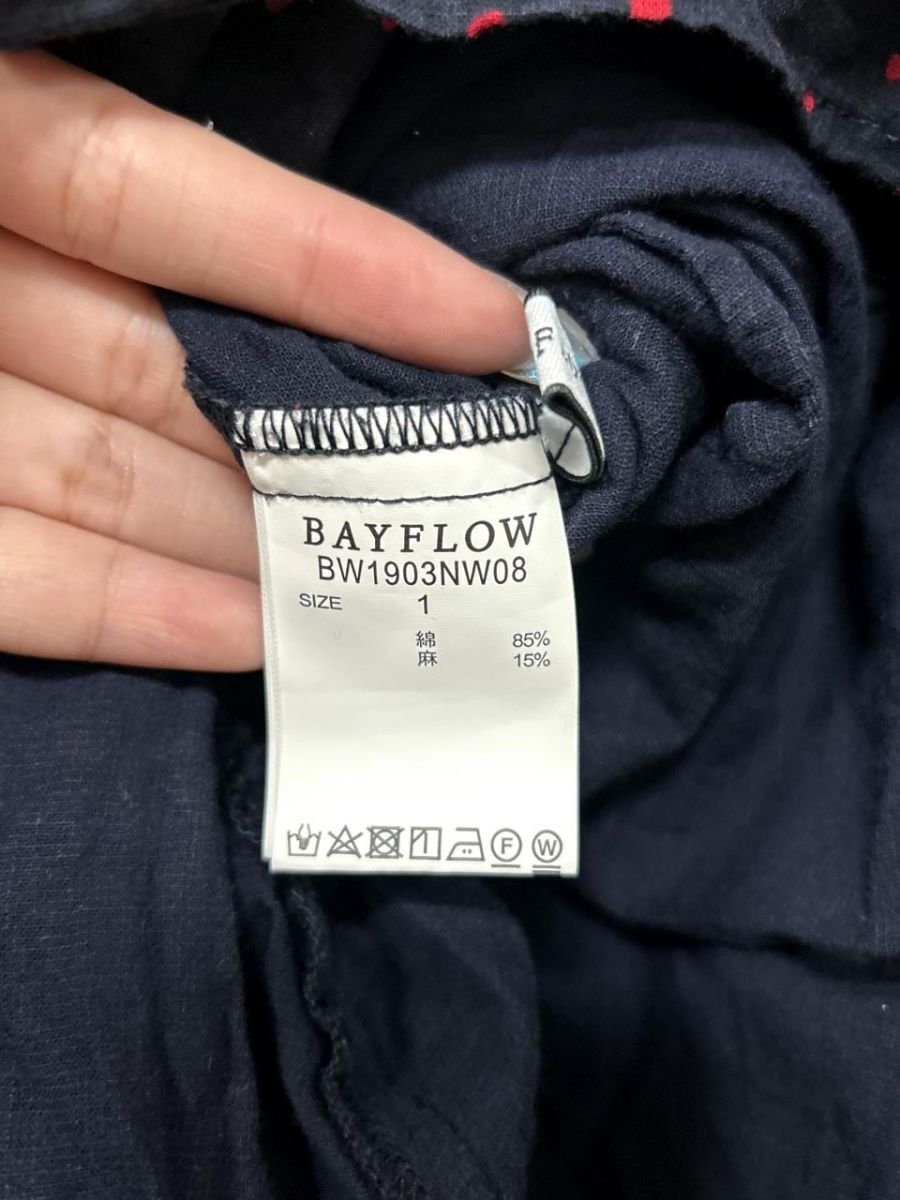 BAYFLOW
BW1903NW08
SIZE 1
綿 85%
麻 15%
F W